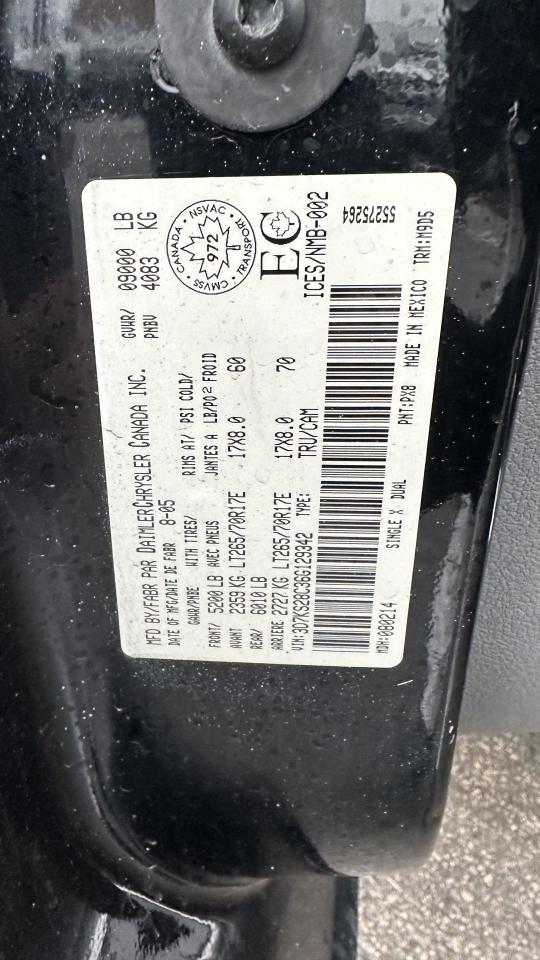 MFD BY/FABR PAR DAIMLERCHRYSLER CANADA INC.
DATE OF MFG/DATE DE FABR 8-05
GVWR/ 09000 LB
PNBV 4083 KG
GAWR/PNBE WITH TIRES/ RIMS AT/ PSI COLD/
AVEC PNEUS JANTES A LB/PO2 FROID
FRONT/ 5200 LB
AVANT 2359 KG LT265/70R17E 17X8.0 60
REAR/ 6010 LB
ARRIERE 2727 KG LT265/70R17E 17X8.0 70
VIN:3D7KS28C36G129342 TYPE: TRU/CAM
CMVSS • CANADA • NSVAC • TRANSPORT •
972
EC
ICES/NMB-002
SINGLE X DUAL
MDH:080214 PNT:PX8 MADE IN MEXICO TRM:M9D5
55275264